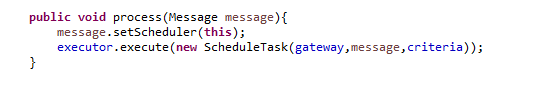 public void process(Message message){
message.setScheduler(this);
executor.execute(new ScheduleTask(gateway,message,criteria));
}